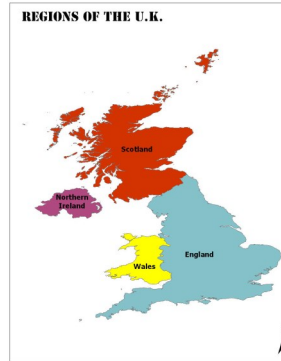 REGIONS OF THE U.K.
Scotland
Northern
Ireland
England
Wales